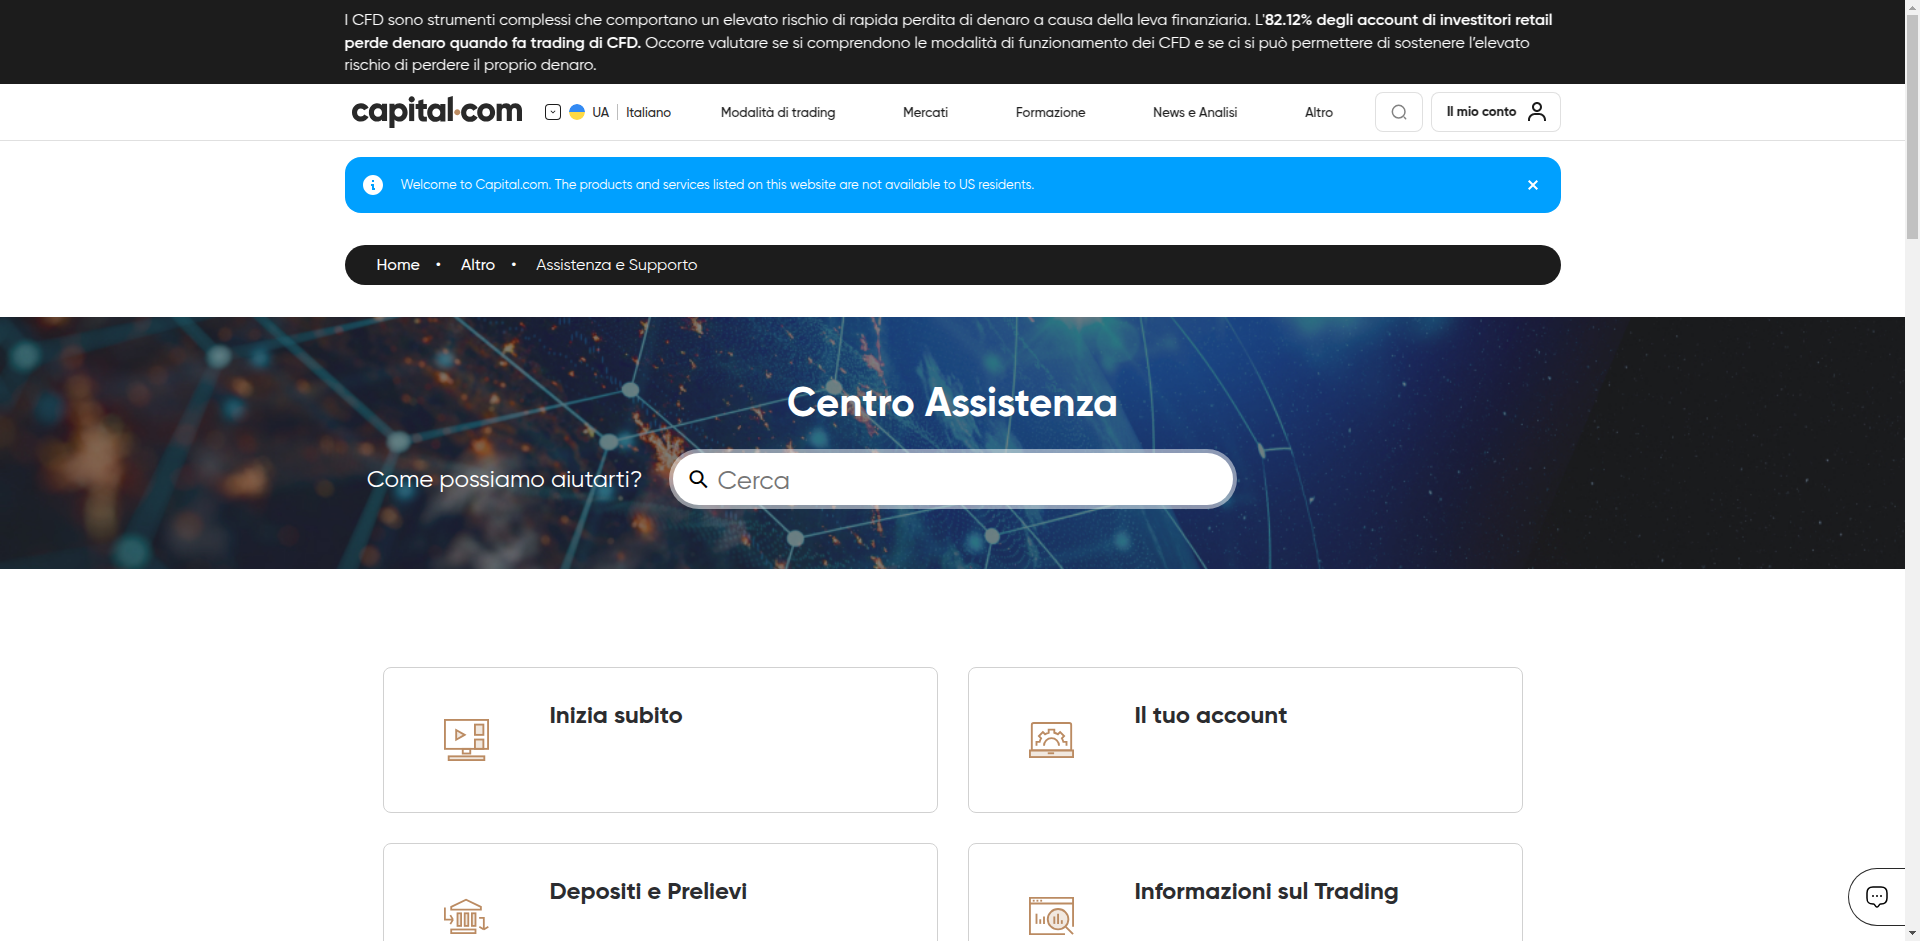 I CFD sono strumenti complessi che comportano un elevato rischio di rapida perdita di denaro a causa della leva finanziaria. L'82.12% degli account di investitori retail
perde denaro quando fa trading di CFD. Occorre valutare se si comprendono le modalità di funzionamento dei CFD e se ci si può permettere di sostenere l’elevato
rischio di perdere il proprio denaro.
capital.com UA Italiano Modalità di trading Mercati Formazione News e Analisi Altro Il mio conto
Welcome to Capital.com. The products and services listed on this website are not available to US residents.
Home • Altro • Assistenza e Supporto
Centro Assistenza
Come possiamo aiutarti? Cerca
Inizia subito
Il tuo account
Depositi e Prelievi
Informazioni sul Trading